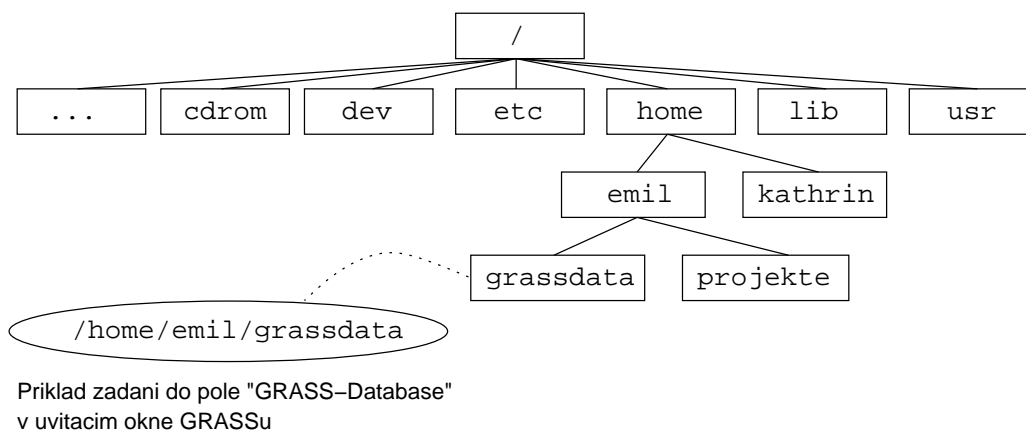 /
... cdrom dev etc home lib usr
emil kathrin
grassdata projekte
/home/emil/grassdata
Priklad zadani do pole "GRASS−Database"
v uvitacim okne GRASSu